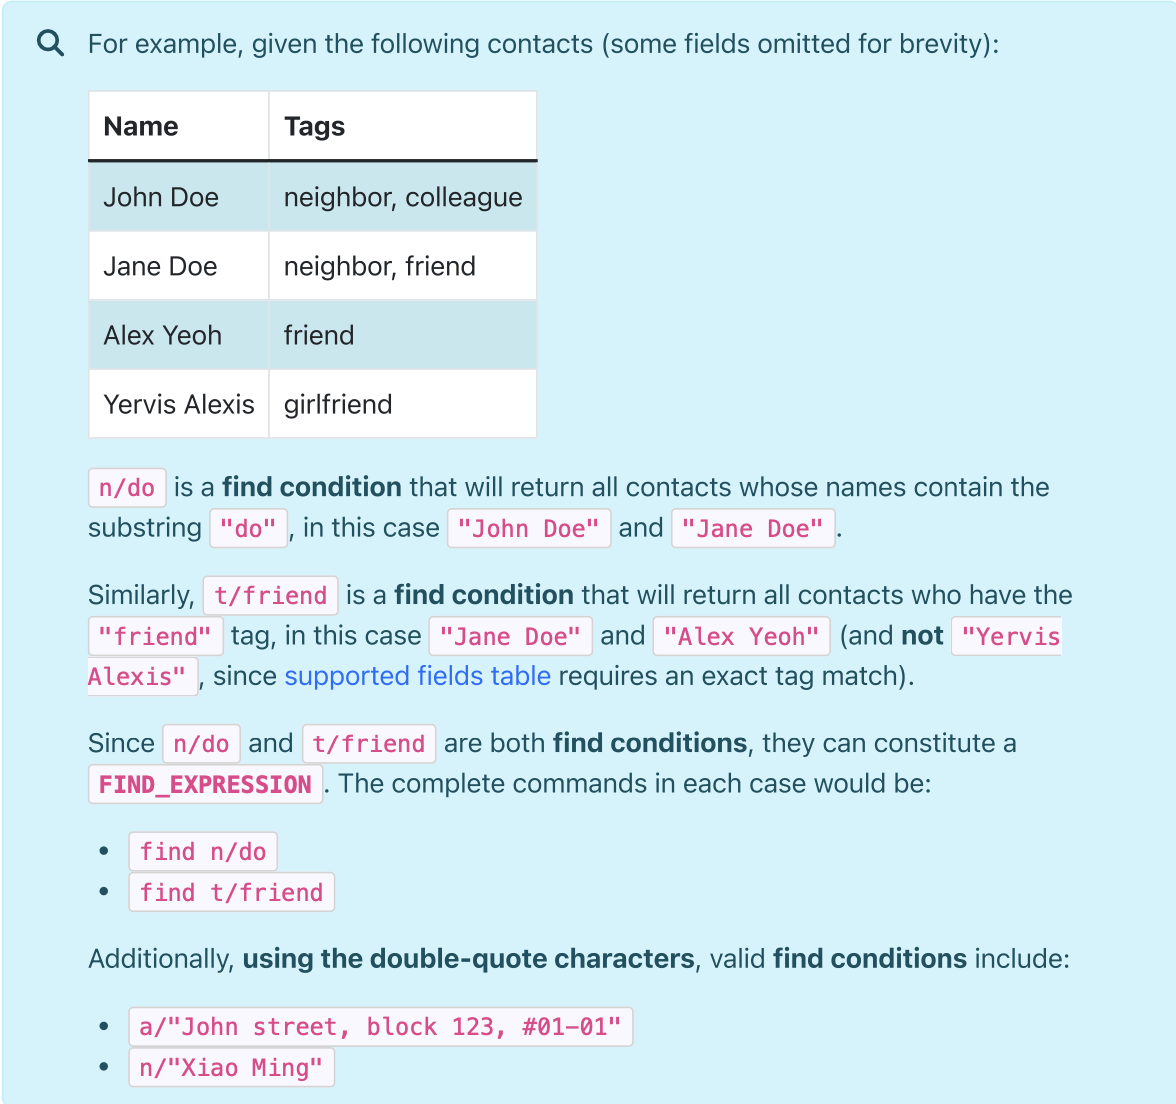 For example, given the following contacts (some fields omitted for brevity):
Name Tags
John Doe neighbor, colleague
Jane Doe neighbor, friend
Alex Yeoh friend
Yervis Alexis girlfriend
n/do is a find condition that will return all contacts whose names contain the
substring "do", in this case "John Doe" and "Jane Doe".
Similarly, t/friend is a find condition that will return all contacts who have the
"friend" tag, in this case "Jane Doe" and "Alex Yeoh" (and not "Yervis
Alexis", since supported fields table requires an exact tag match).
Since n/do and t/friend are both find conditions, they can constitute a
FIND_EXPRESSION. The complete commands in each case would be:
• find n/do
• find t/friend
Additionally, using the double-quote characters, valid find conditions include:
• a/"John street, block 123, #01-01"
• n/"Xiao Ming"